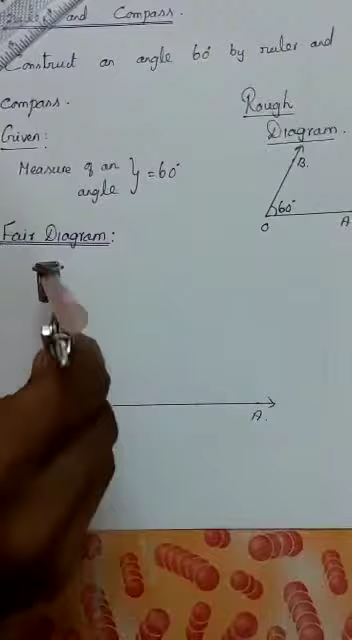 Ruler and Compass.
Construct an angle 60° by ruler and
Compass.
Rough
Diagram.
Given:
Measure of an
angle } = 60°
B.
60°
O
A
Fair Diagram:
A.